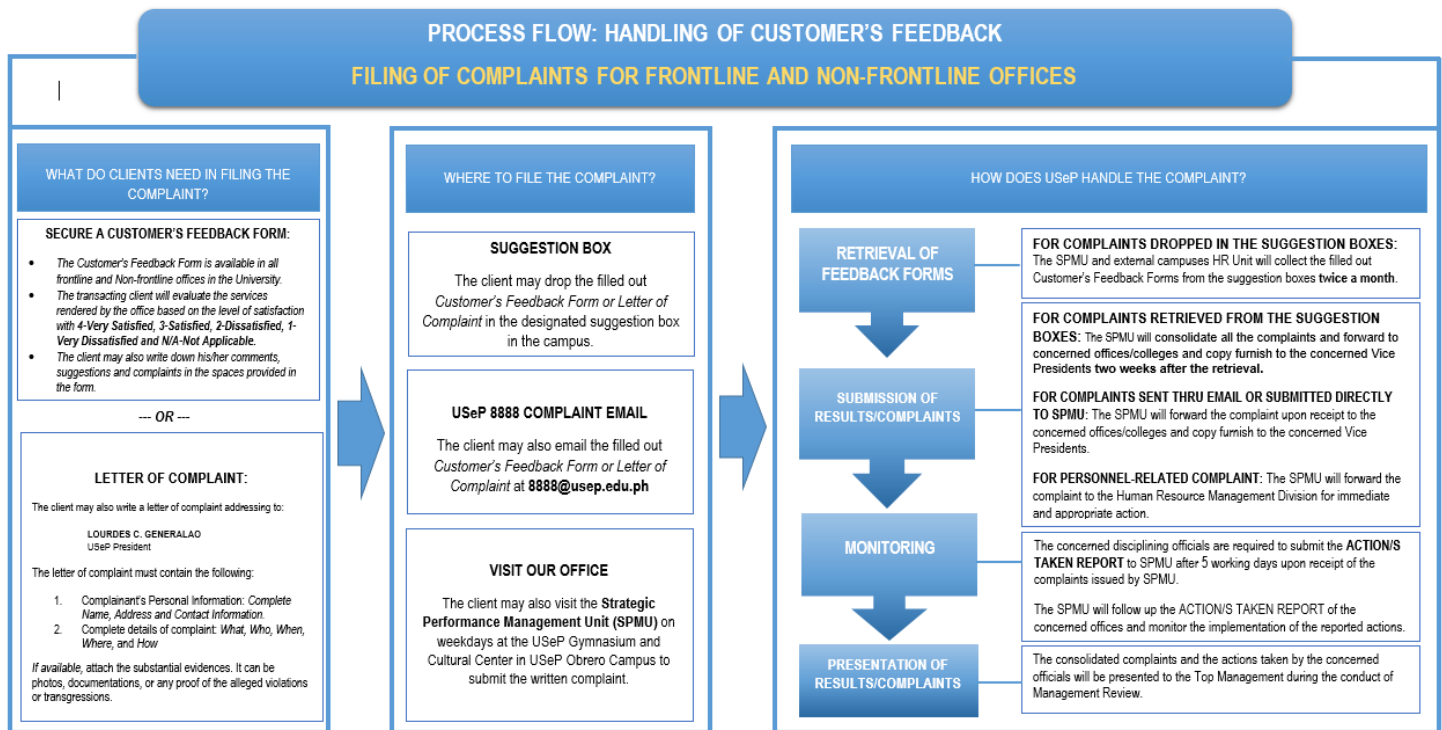 PROCESS FLOW: HANDLING OF CUSTOMER'S FEEDBACK
FILING OF COMPLAINTS FOR FRONTLINE AND NON-FRONTLINE OFFICES
WHAT DO CLIENTS NEED IN FILING THE
COMPLAINT?
SECURE A CUSTOMER'S FEEDBACK FORM:
• The Customer's Feedback Form is available in all
frontline and Non-frontline offices in the University.
• The transacting client will evaluate the services
rendered by the office based on the level of satisfaction
with 4-Very Satisfied, 3-Satisfied, 2-Dissatisfied, 1-
Very Dissatisfied and N/A-Not Applicable.
• The client may also write down his/her comments,
suggestions and complaints in the spaces provided in
the form.
--- OR ---
LETTER OF COMPLAINT:
The client may also write a letter of complaint addressing to:
LOURDES C. GENERALAO
USeP President
The letter of complaint must contain the following:
1. Complainant's Personal Information: Complete
Name, Address and Contact Information.
2. Complete details of complaint: What, Who, When,
Where, and How
If available, attach the substantial evidences. It can be
photos, documentations, or any proof of the alleged violations
or transgressions.
WHERE TO FILE THE COMPLAINT?
SUGGESTION BOX
The client may drop the filled out
Customer's Feedback Form or Letter of
Complaint in the designated suggestion box
in the campus.
USeP 8888 COMPLAINT EMAIL
The client may also email the filled out
Customer's Feedback Form or Letter of
Complaint at 8888@usep.edu.ph
VISIT OUR OFFICE
The client may also visit the Strategic
Performance Management Unit (SPMU) on
weekdays at the USeP Gymnasium and
Cultural Center in USeP Obrero Campus to
submit the written complaint.
HOW DOES USeP HANDLE THE COMPLAINT?
RETRIEVAL OF
FEEDBACK FORMS
FOR COMPLAINTS DROPPED IN THE SUGGESTION BOXES:
The SPMU and external campuses HR Unit will collect the filled out
Customer's Feedback Forms from the suggestion boxes twice a month.
SUBMISSION OF
RESULTS/COMPLAINTS
FOR COMPLAINTS RETRIEVED FROM THE SUGGESTION
BOXES: The SPMU will consolidate all the complaints and forward to
concerned offices/colleges and copy furnish to the concerned Vice
Presidents two weeks after the retrieval.
FOR COMPLAINTS SENT THRU EMAIL OR SUBMITTED DIRECTLY
TO SPMU: The SPMU will forward the complaint upon receipt to the
concerned offices/colleges and copy furnish to the concerned Vice
Presidents.
FOR PERSONNEL-RELATED COMPLAINT: The SPMU will forward the
complaint to the Human Resource Management Division for immediate
and appropriate action.
MONITORING
The concerned disciplining officials are required to submit the ACTION/S
TAKEN REPORT to SPMU after 5 working days upon receipt of the
complaints issued by SPMU.
The SPMU will follow up the ACTION/S TAKEN REPORT of the
concerned offices and monitor the implementation of the reported actions.
PRESENTATION OF
RESULTS/COMPLAINTS
The consolidated complaints and the actions taken by the concerned
officials will be presented to the Top Management during the conduct of
Management Review.